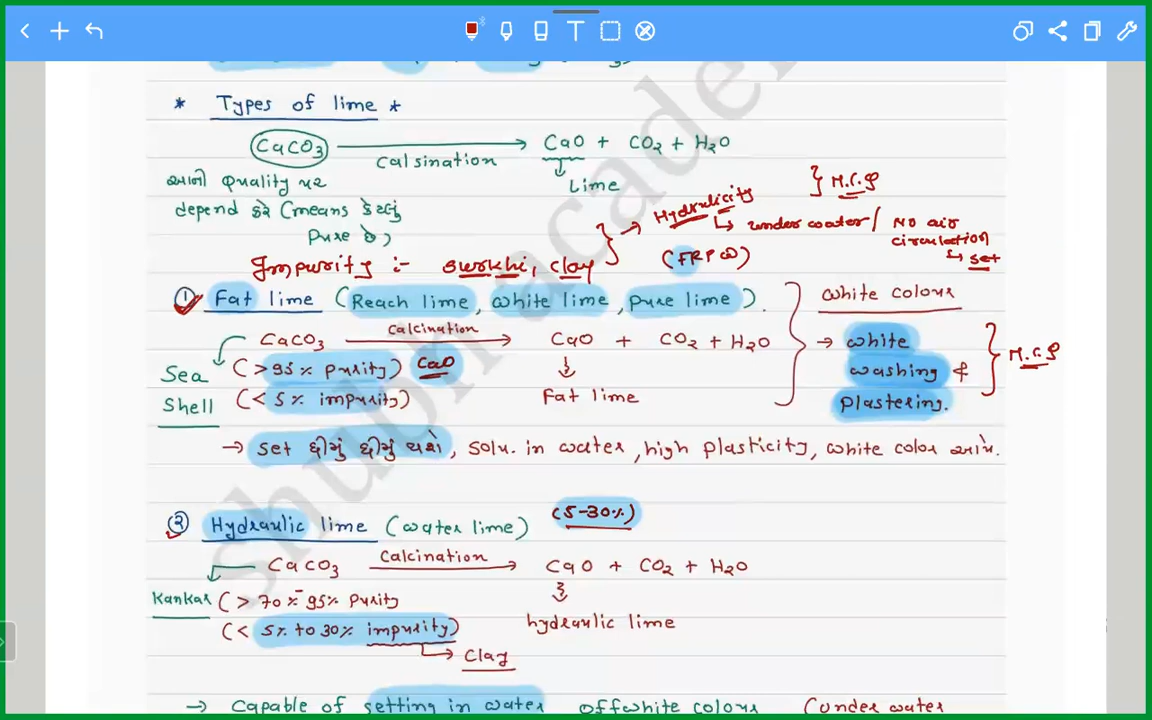 * Types of lime *
CaCO3 → CaO + CO2 + H2O
Calsination
Lime
આની Quality પર
depend કરે (means કેટલું
Pure છે)
Hydraulicity } M.C.Q
under water / No air
circulation
set
Impurity :- surkhi, clay
① Fat lime (Reach lime, white lime, pure lime).
white colour
CaCO3 → CaO + CO2 + H2O
calcination
Sea
Shell
(> 95% purity) CaO
(< 5% impurity)
Fat lime
→ white
washing &
plastering.
M.C.Q
→ set ધીમું ધીમું થશે, solu. in water, high plasticity, white color આપે.
② Hydraulic lime (water lime) (5-30%)
CaCO3 → CaO + CO2 + H2O
Calcination
Kankar (> 70%-95% Purity
(< 5% to 30% impurity)
hydraulic lime
Clay
→ Capable of setting in water offwhite colour (under water
shubh academy